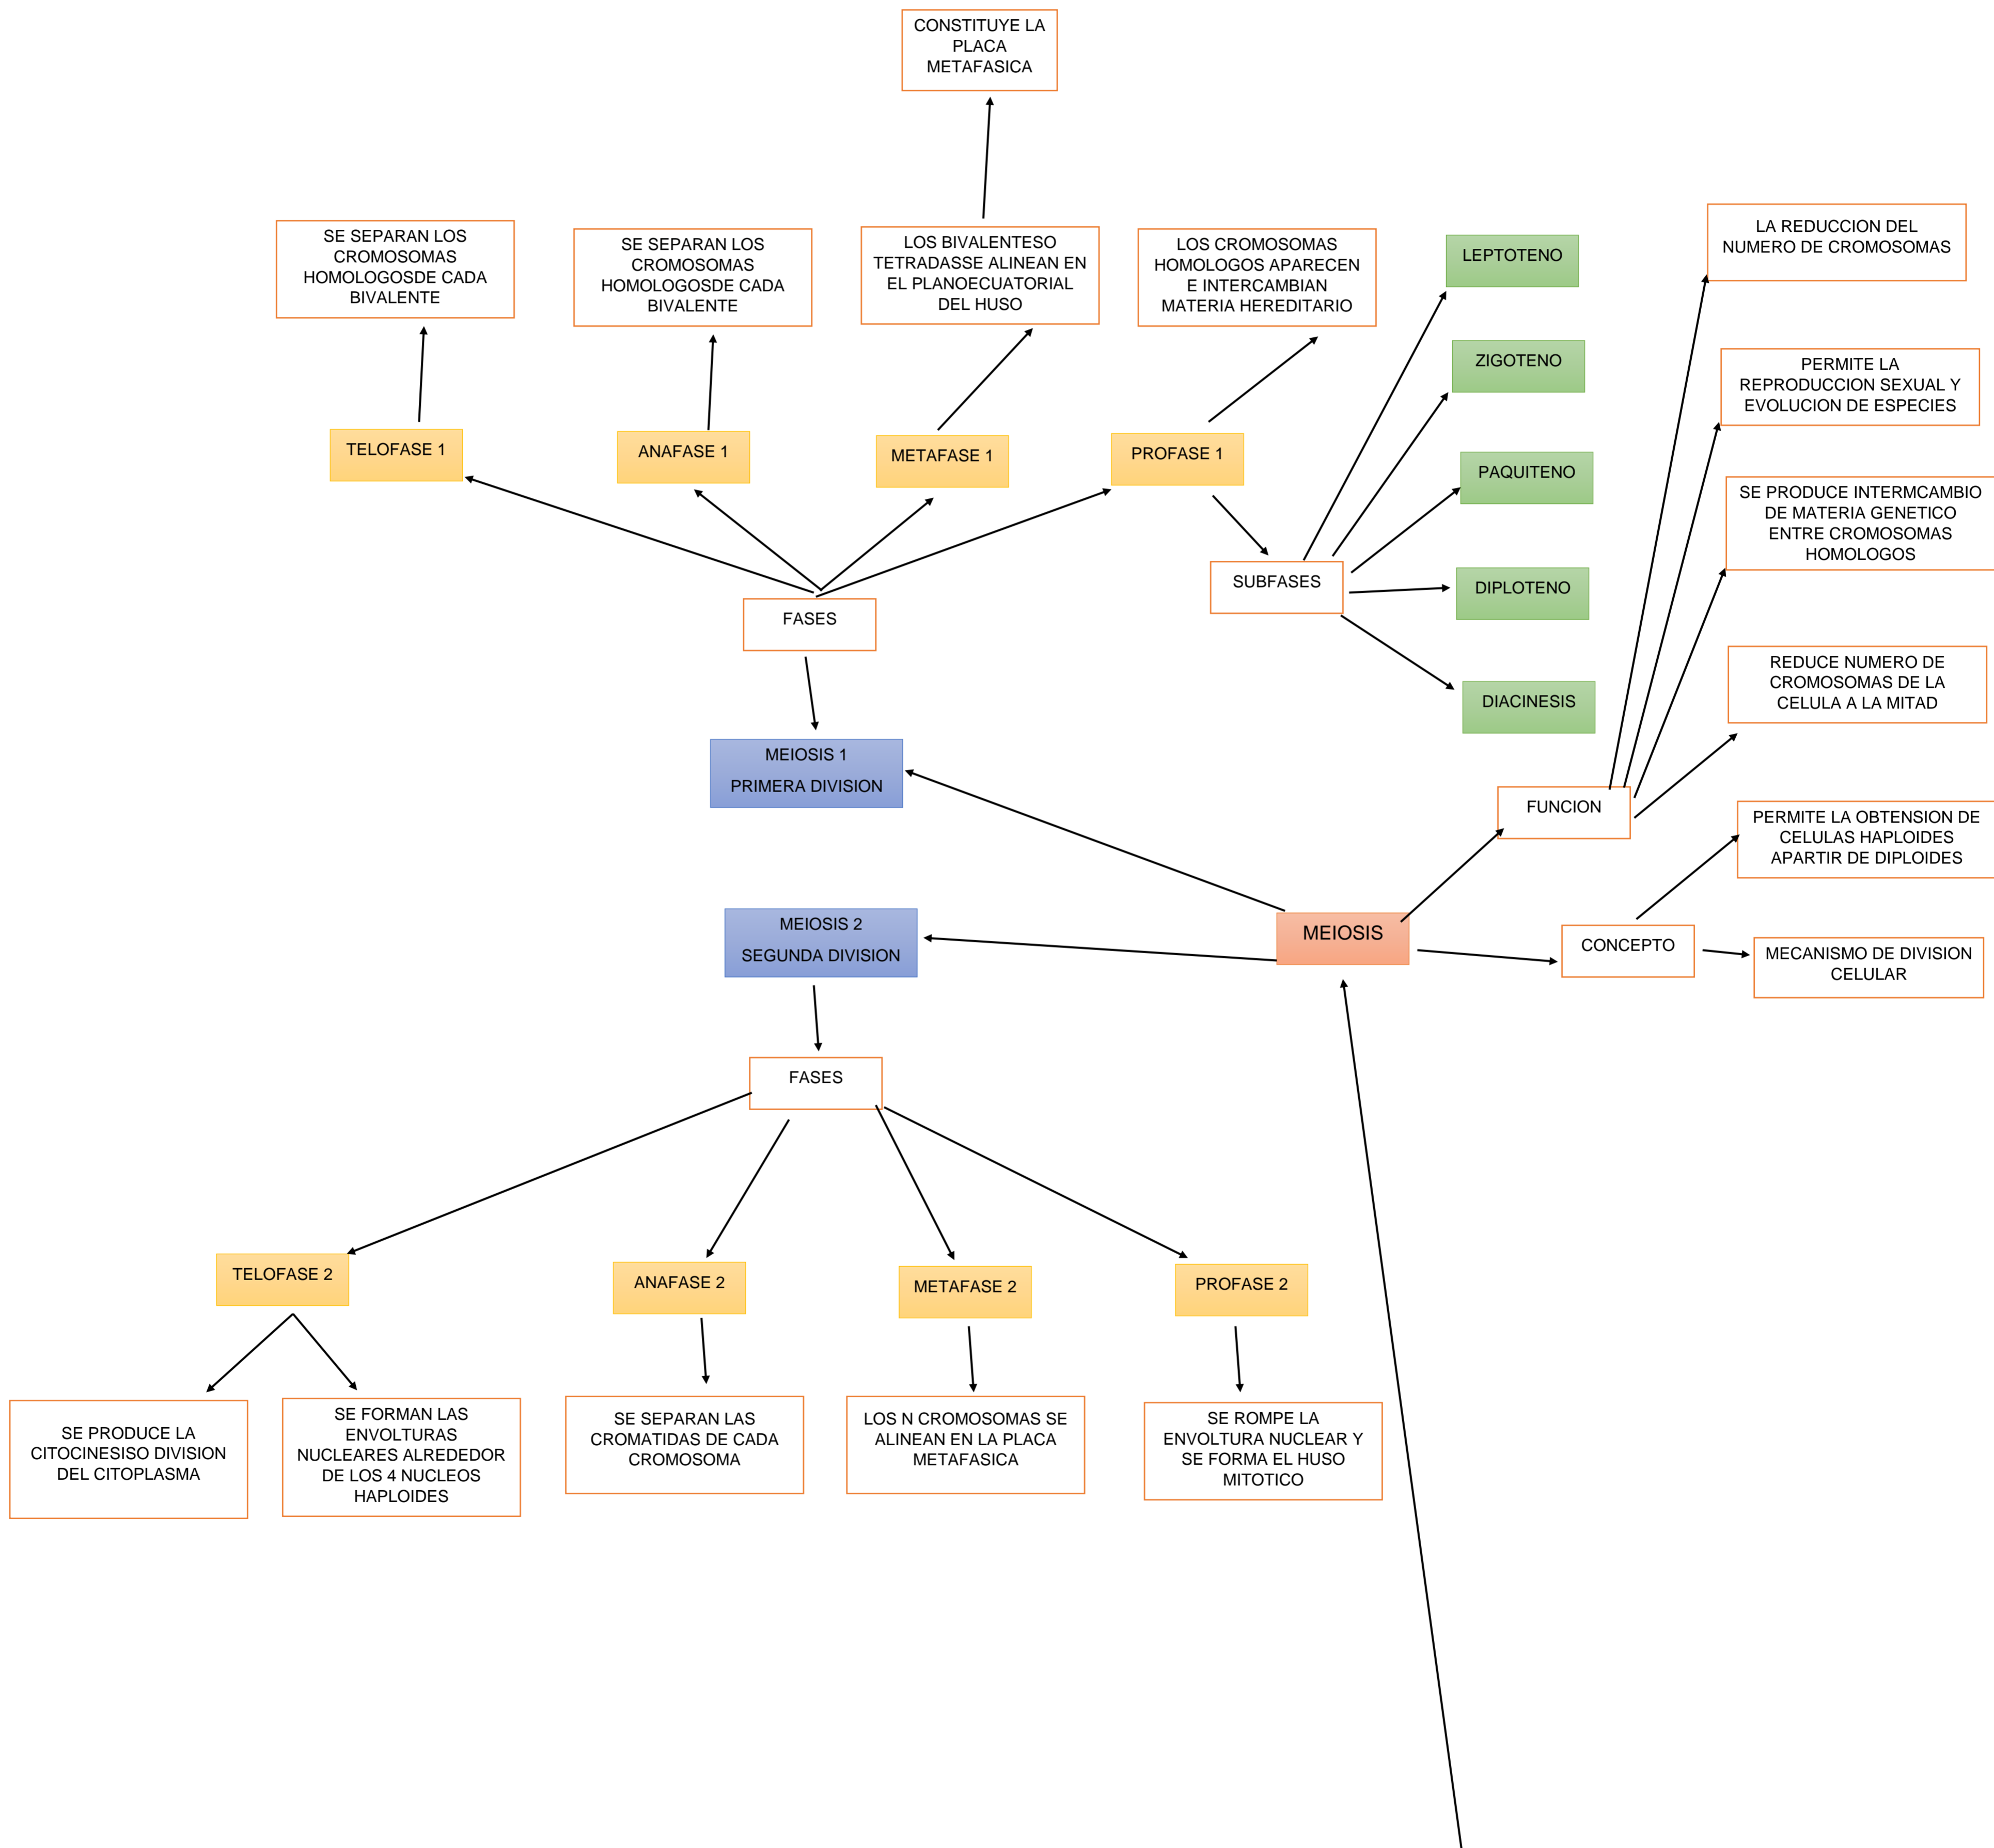 CONSTITUYE LA
PLACA
METAFASICA
SE SEPARAN LOS
CROMOSOMAS
HOMOLOGOSDE CADA
BIVALENTE
SE SEPARAN LOS
CROMOSOMAS
HOMOLOGOSDE CADA
BIVALENTE
LOS BIVALENTESO
TETRADASSE ALINEAN EN
EL PLANOECUATORIAL
DEL HUSO
LOS CROMOSOMAS
HOMOLOGOS APARECEN
E INTERCAMBIAN
MATERIA HEREDITARIO
TELOFASE 1
ANAFASE 1
METAFASE 1
PROFASE 1
SUBFASES
LEPTOTENO
ZIGOTENO
PAQUITENO
DIPLOTENO
DIACINESIS
LA REDUCCION DEL
NUMERO DE CROMOSOMAS
PERMITE LA
REPRODUCCION SEXUAL Y
EVOLUCION DE ESPECIES
SE PRODUCE INTERMCAMBIO
DE MATERIA GENETICO
ENTRE CROMOSOMAS
HOMOLOGOS
REDUCE NUMERO DE
CROMOSOMAS DE LA
CELULA A LA MITAD
FASES
MEIOSIS 1
PRIMERA DIVISION
FUNCION
PERMITE LA OBTENSION DE
CELULAS HAPLOIDES
APARTIR DE DIPLOIDES
MEIOSIS 2
SEGUNDA DIVISION
MEIOSIS
CONCEPTO
MECANISMO DE DIVISION
CELULAR
FASES
TELOFASE 2
ANAFASE 2
METAFASE 2
PROFASE 2
SE PRODUCE LA
CITOCINESISO DIVISION
DEL CITOPLASMA
SE FORMAN LAS
ENVOLTURAS
NUCLEARES ALREDEDOR
DE LOS 4 NUCLEOS
HAPLOIDES
SE SEPARAN LAS
CROMATIDAS DE CADA
CROMOSOMA
LOS N CROMOSOMAS SE
ALINEAN EN LA PLACA
METAFASICA
SE ROMPE LA
ENVOLTURA NUCLEAR Y
SE FORMA EL HUSO
MITOTICO